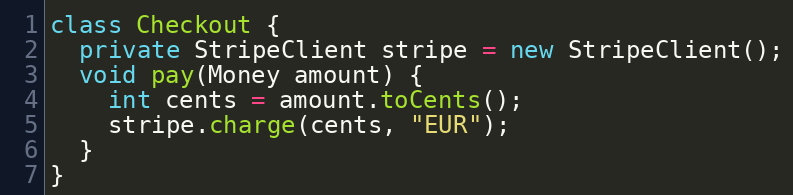 1 class Checkout {
2   private StripeClient stripe = new StripeClient();
3   void pay(Money amount) {
4     int cents = amount.toCents();
5     stripe.charge(cents, "EUR");
6   }
7 }